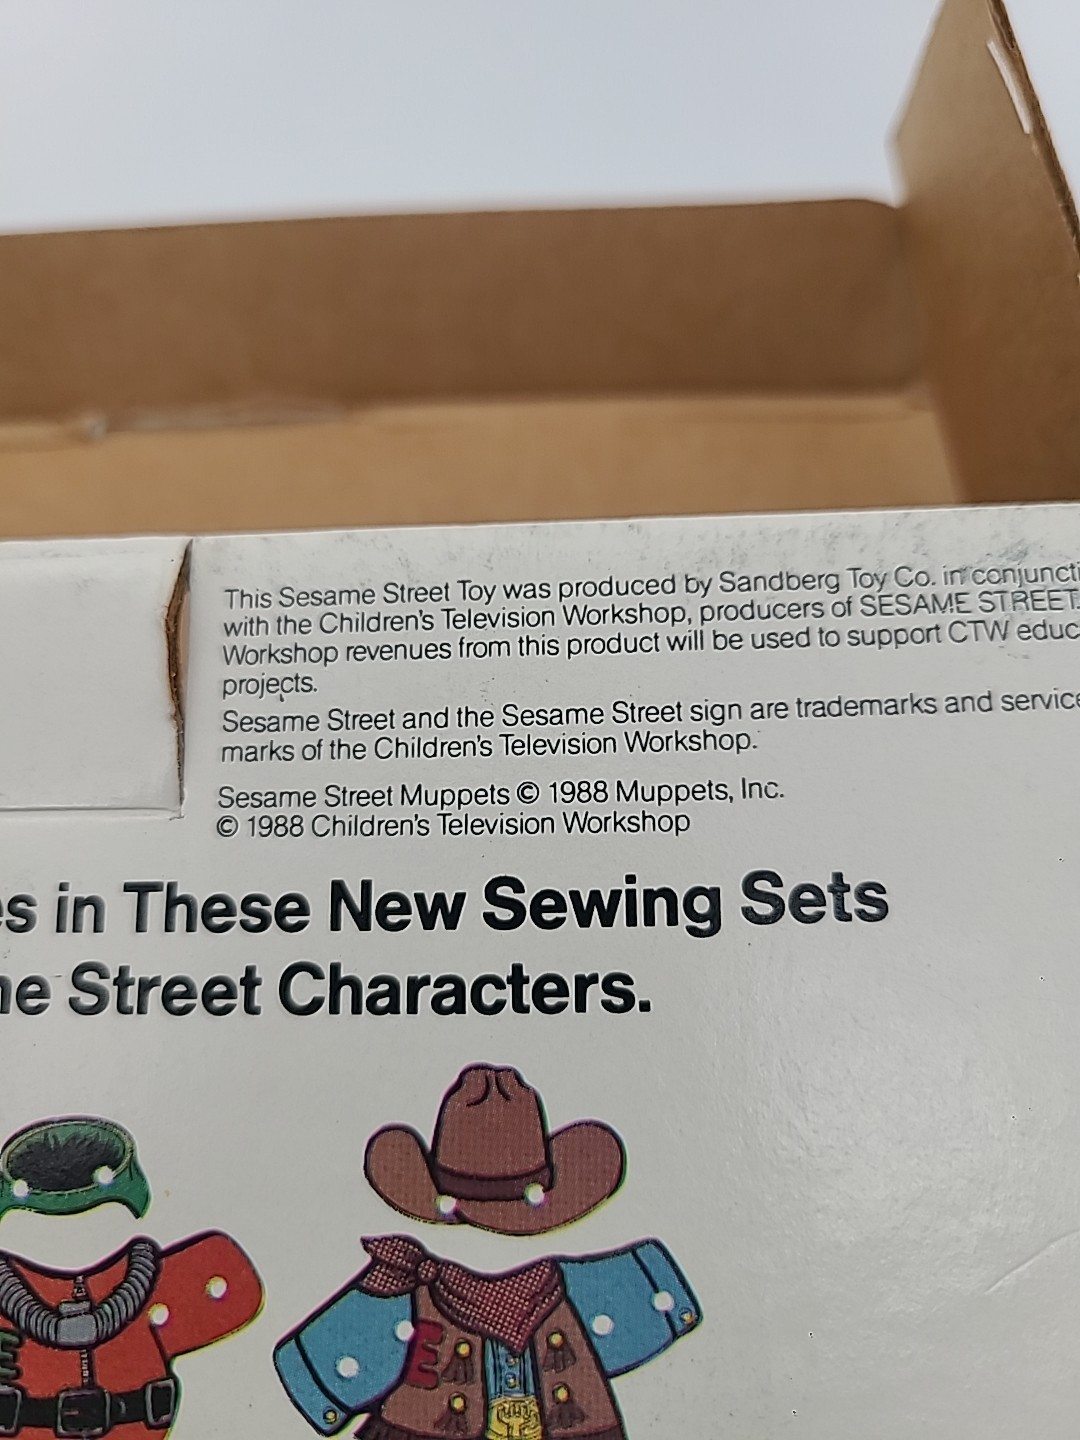 This Sesame Street Toy was produced by Sandberg Toy Co. in
with the Children's Television Workshop, producers of SESAME STREET.
Workshop revenues from this product will be used to support CTW
projects.
Sesame Street and the Sesame Street sign are trademarks and service
marks of the Children's Television Workshop.
Sesame Street Muppets © 1988 Muppets, Inc.
© 1988 Children's Television Workshop
in These New Sewing Sets
Street Characters.